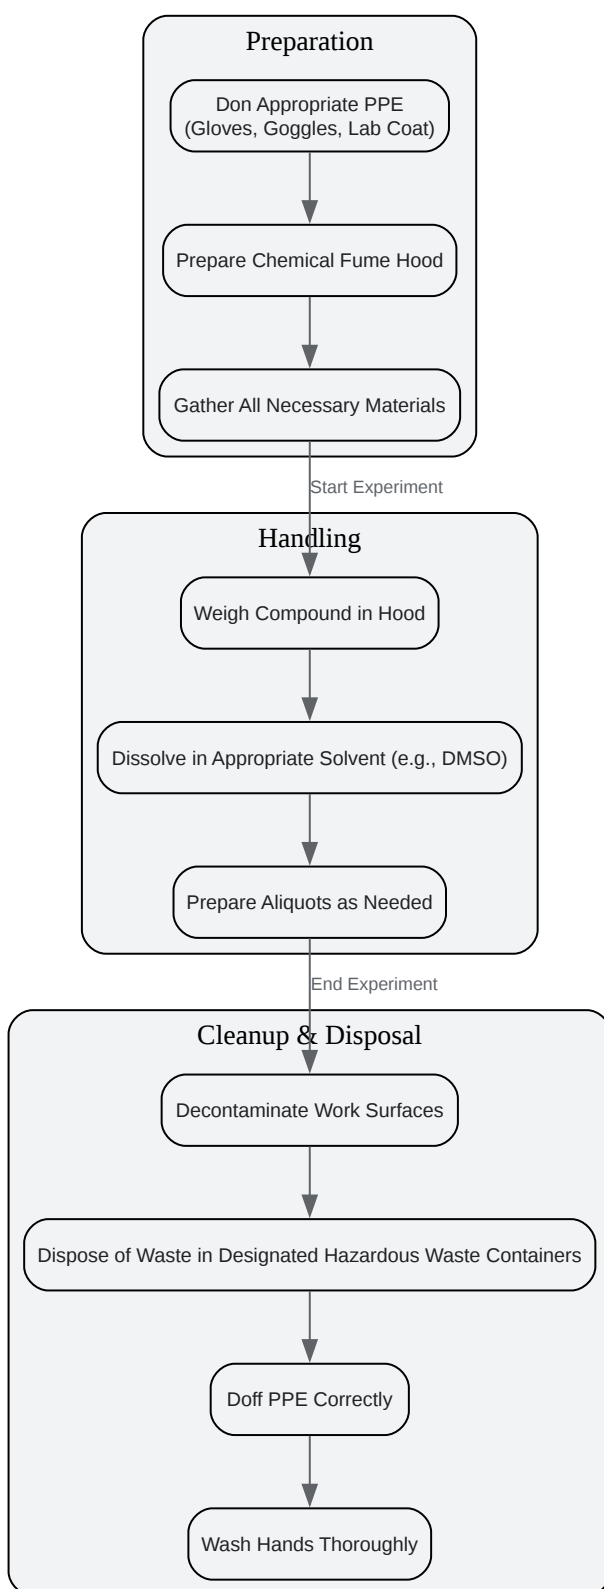 Preparation
Don Appropriate PPE
(Gloves, Goggles, Lab Coat)
Prepare Chemical Fume Hood
Gather All Necessary Materials
Start Experiment
Handling
Weigh Compound in Hood
Dissolve in Appropriate Solvent (e.g., DMSO)
Prepare Aliquots as Needed
End Experiment
Cleanup & Disposal
Decontaminate Work Surfaces
Dispose of Waste in Designated Hazardous Waste Containers
Doff PPE Correctly
Wash Hands Thoroughly